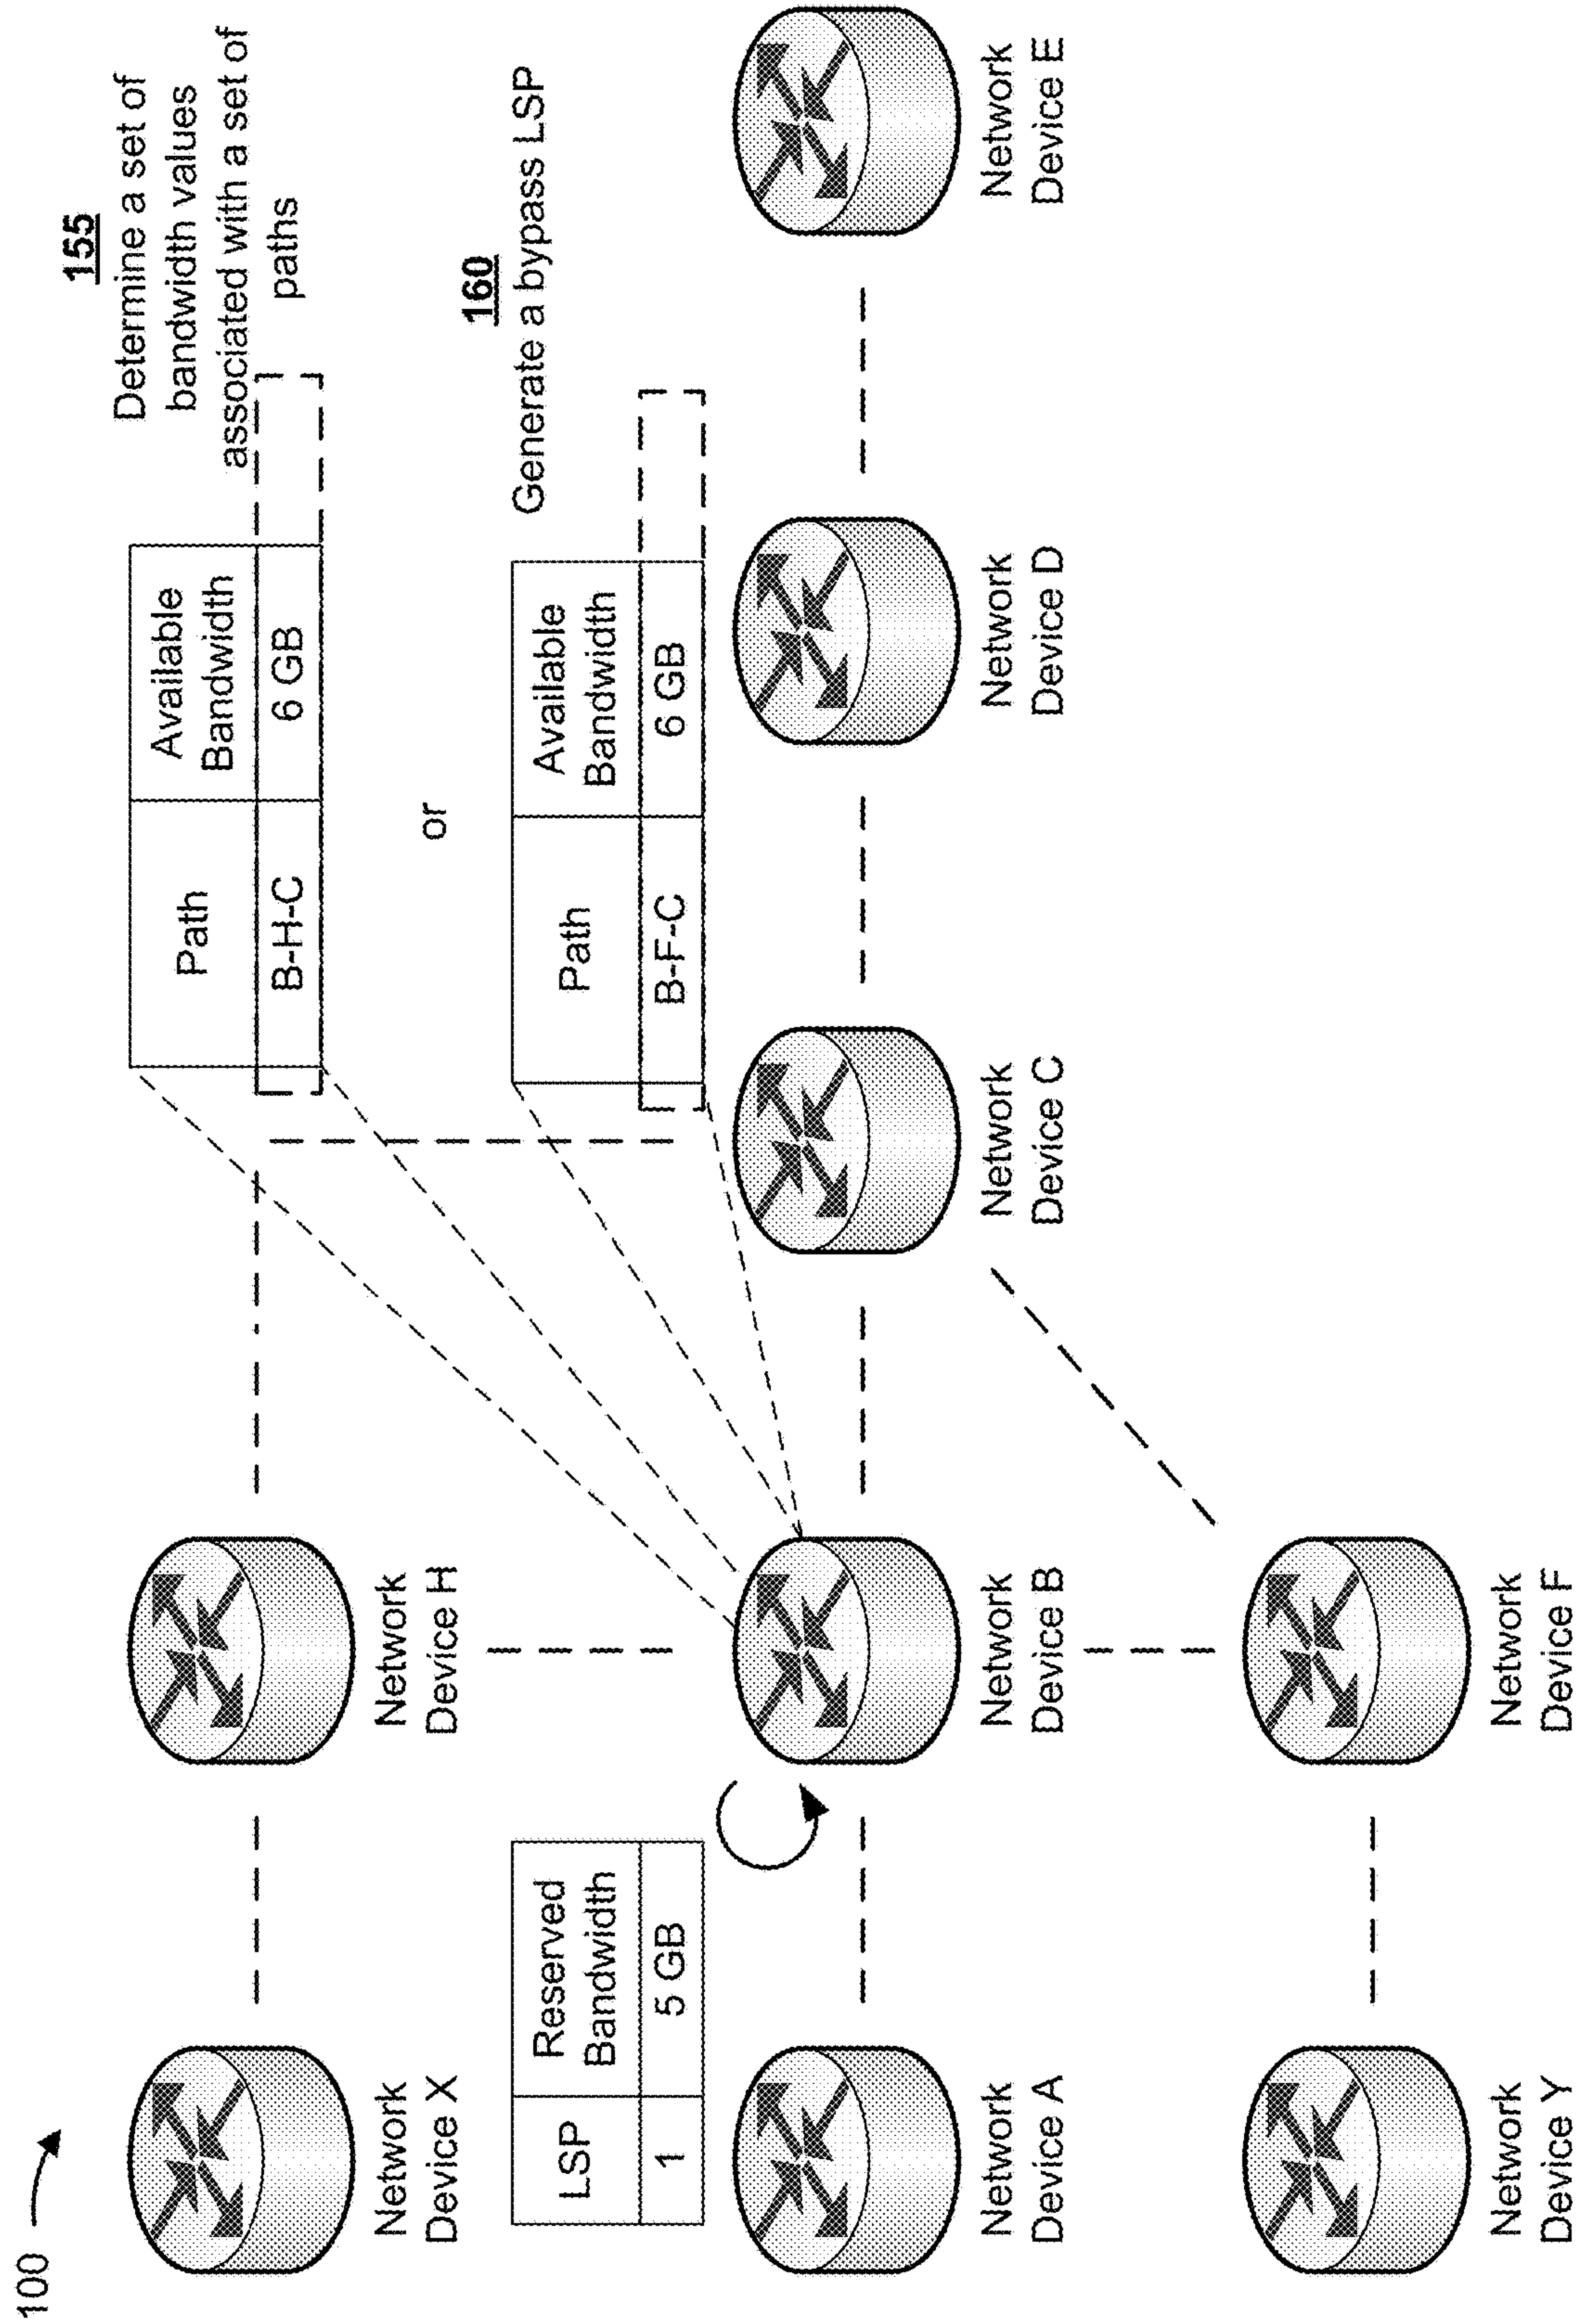 100
155
Determine a set of
bandwidth values
associated with a set of
paths
Path
Available
Bandwidth
B-H-C
6 GB
or
160
Generate a bypass LSP
Path
Available
Bandwidth
B-F-C
6 GB
LSP
Reserved
Bandwidth
1
5 GB
Network
Device X
Network
Device H
Network
Device A
Network
Device B
Network
Device C
Network
Device D
Network
Device E
Network
Device Y
Network
Device F